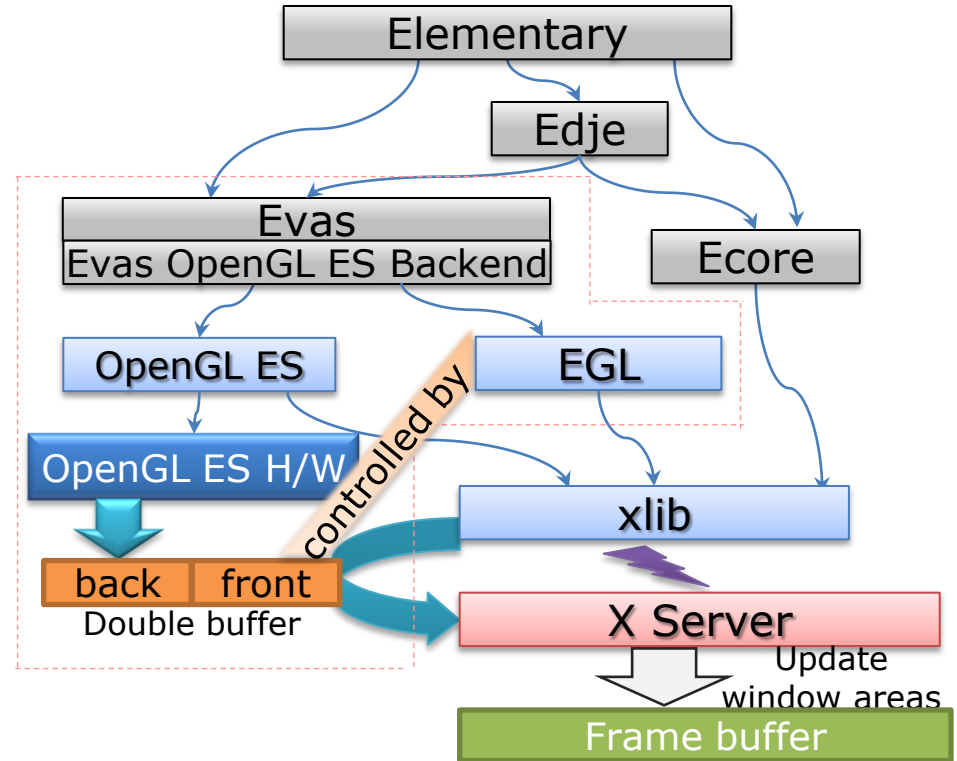 Elementary
Edje
Evas
Evas OpenGL ES Backend
Ecore
OpenGL ES
EGL
controlled by
OpenGL ES H/W
xlib
back
front
Double buffer
X Server
Update
window areas
Frame buffer